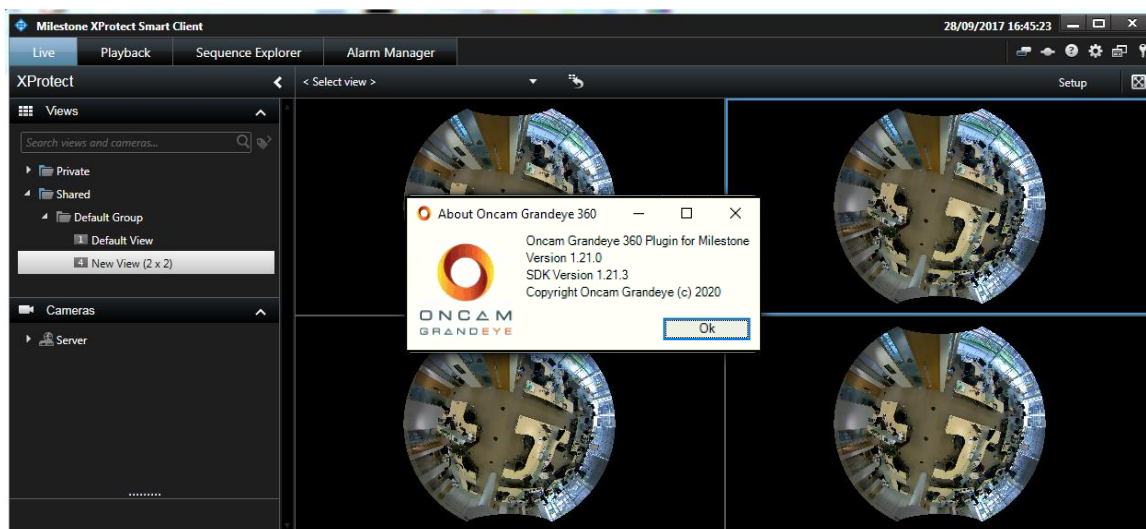 Milestone XProtect Smart Client
28/09/2017 16:45:23
Live
Playback
Sequence Explorer
Alarm Manager
XProtect
< Select view >
Setup
Views
Search views and cameras...
Private
Shared
Default Group
1 Default View
4 New View (2 x 2)
Cameras
Server
About Oncam Grandeye 360
Oncam Grandeye 360 Plugin for Milestone
Version 1.21.0
SDK Version 1.21.3
Copyright Oncam Grandeye (c) 2020
ONCAM
GRANDEYE
Ok